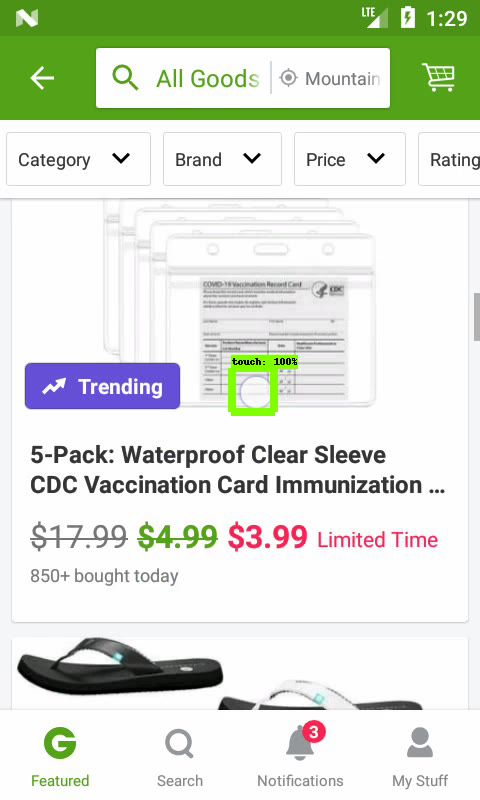 LTE 1:29
All Goods Mountain
Category Brand Price Rating
COVID-19 Vaccination Record Card
CDC
touch: 100%
Trending
5-Pack: Waterproof Clear Sleeve
CDC Vaccination Card Immunization ...
$17.99 $4.99 $3.99 Limited Time
850+ bought today
3
Featured Search Notifications My Stuff